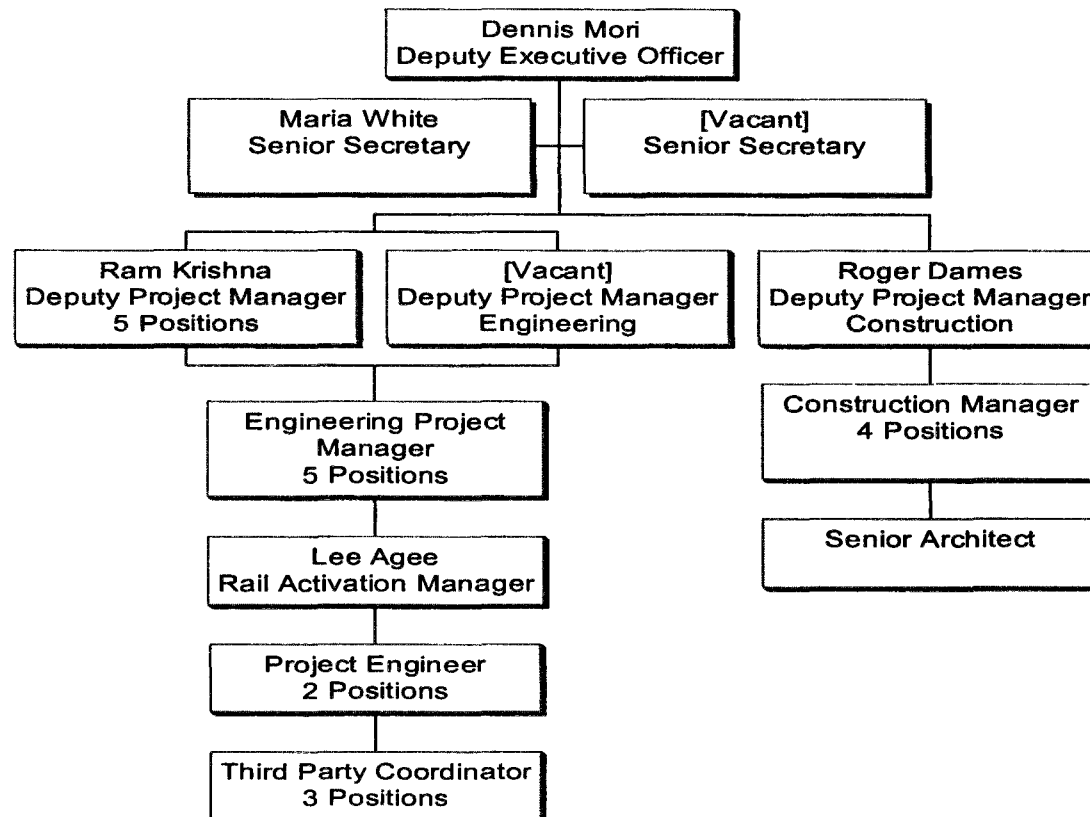 Dennis Mori
Deputy Executive Officer
Maria White
Senior Secretary
[Vacant]
Senior Secretary
Ram Krishna
Deputy Project Manager
5 Positions
[Vacant]
Deputy Project Manager
Engineering
Roger Dames
Deputy Project Manager
Construction
Engineering Project
Manager
5 Positions
Construction Manager
4 Positions
Lee Agee
Rail Activation Manager
Senior Architect
Project Engineer
2 Positions
Third Party Coordinator
3 Positions